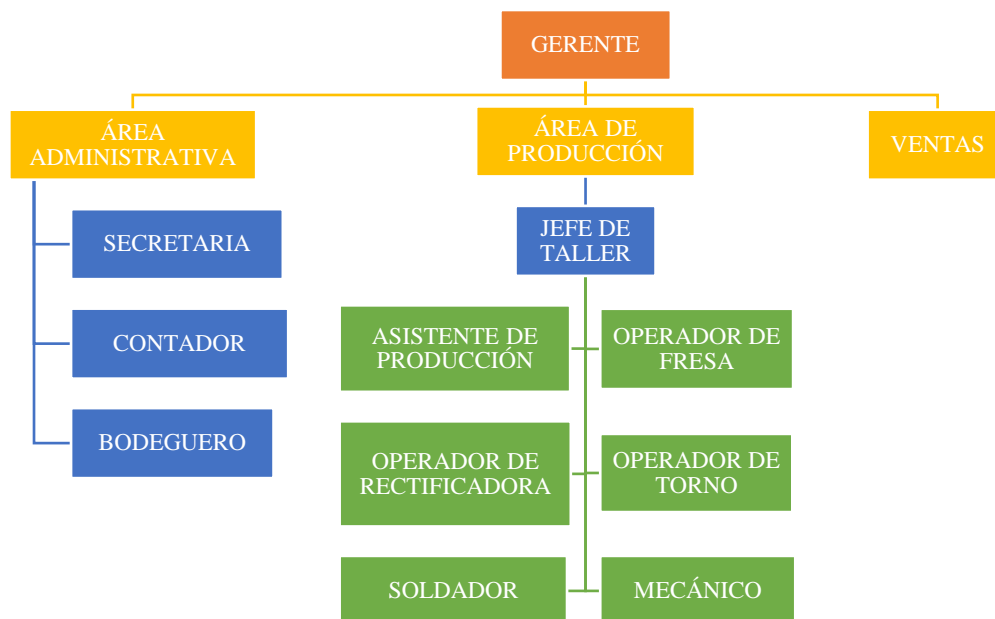 GERENTE
ÁREA
ADMINISTRATIVA
ÁREA DE
PRODUCCIÓN
VENTAS
SECRETARIA
CONTADOR
BODEGUERO
JEFE DE
TALLER
ASISTENTE DE
PRODUCCIÓN
OPERADOR DE
FRESA
OPERADOR DE
RECTIFICADORA
OPERADOR DE
TORNO
SOLDADOR
MECÁNICO